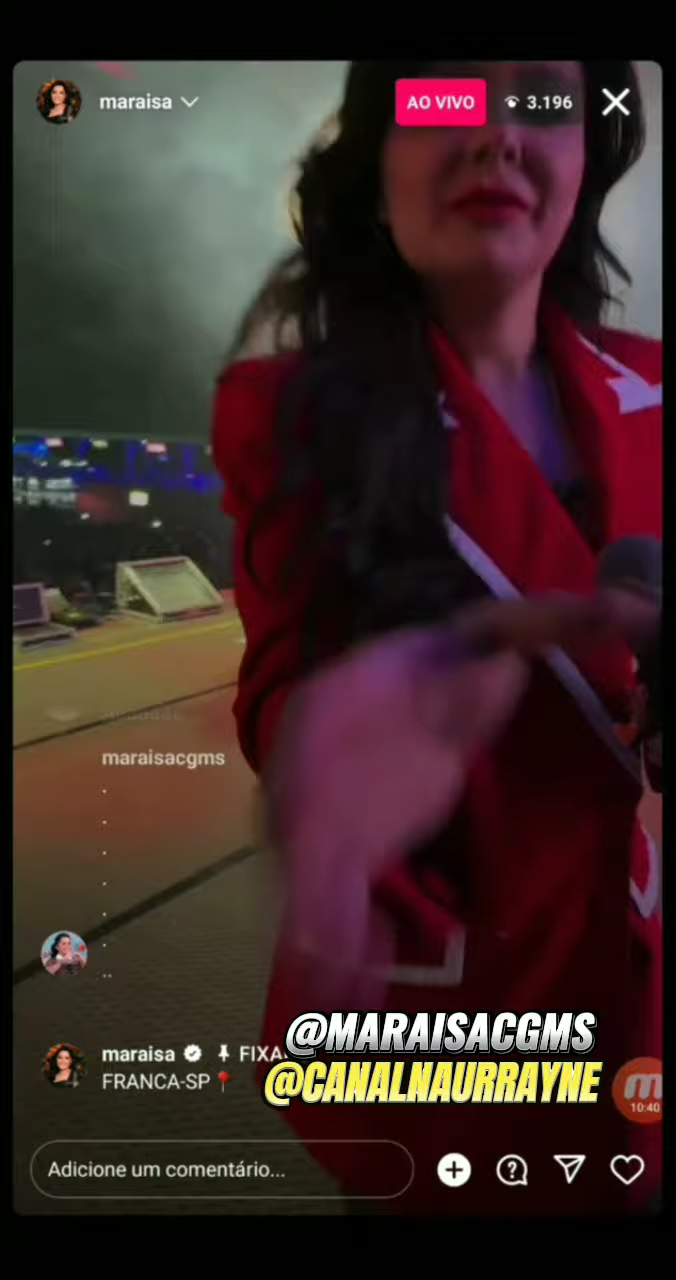 maraisa
AO VIVO
3.196
maraisacgms
.
.
.
.
.
.
..
maraisa FIXA
FRANCA-SP
@MARAISACGMS
@CANALNAURRAYNE
10:40
Adicione um comentário...